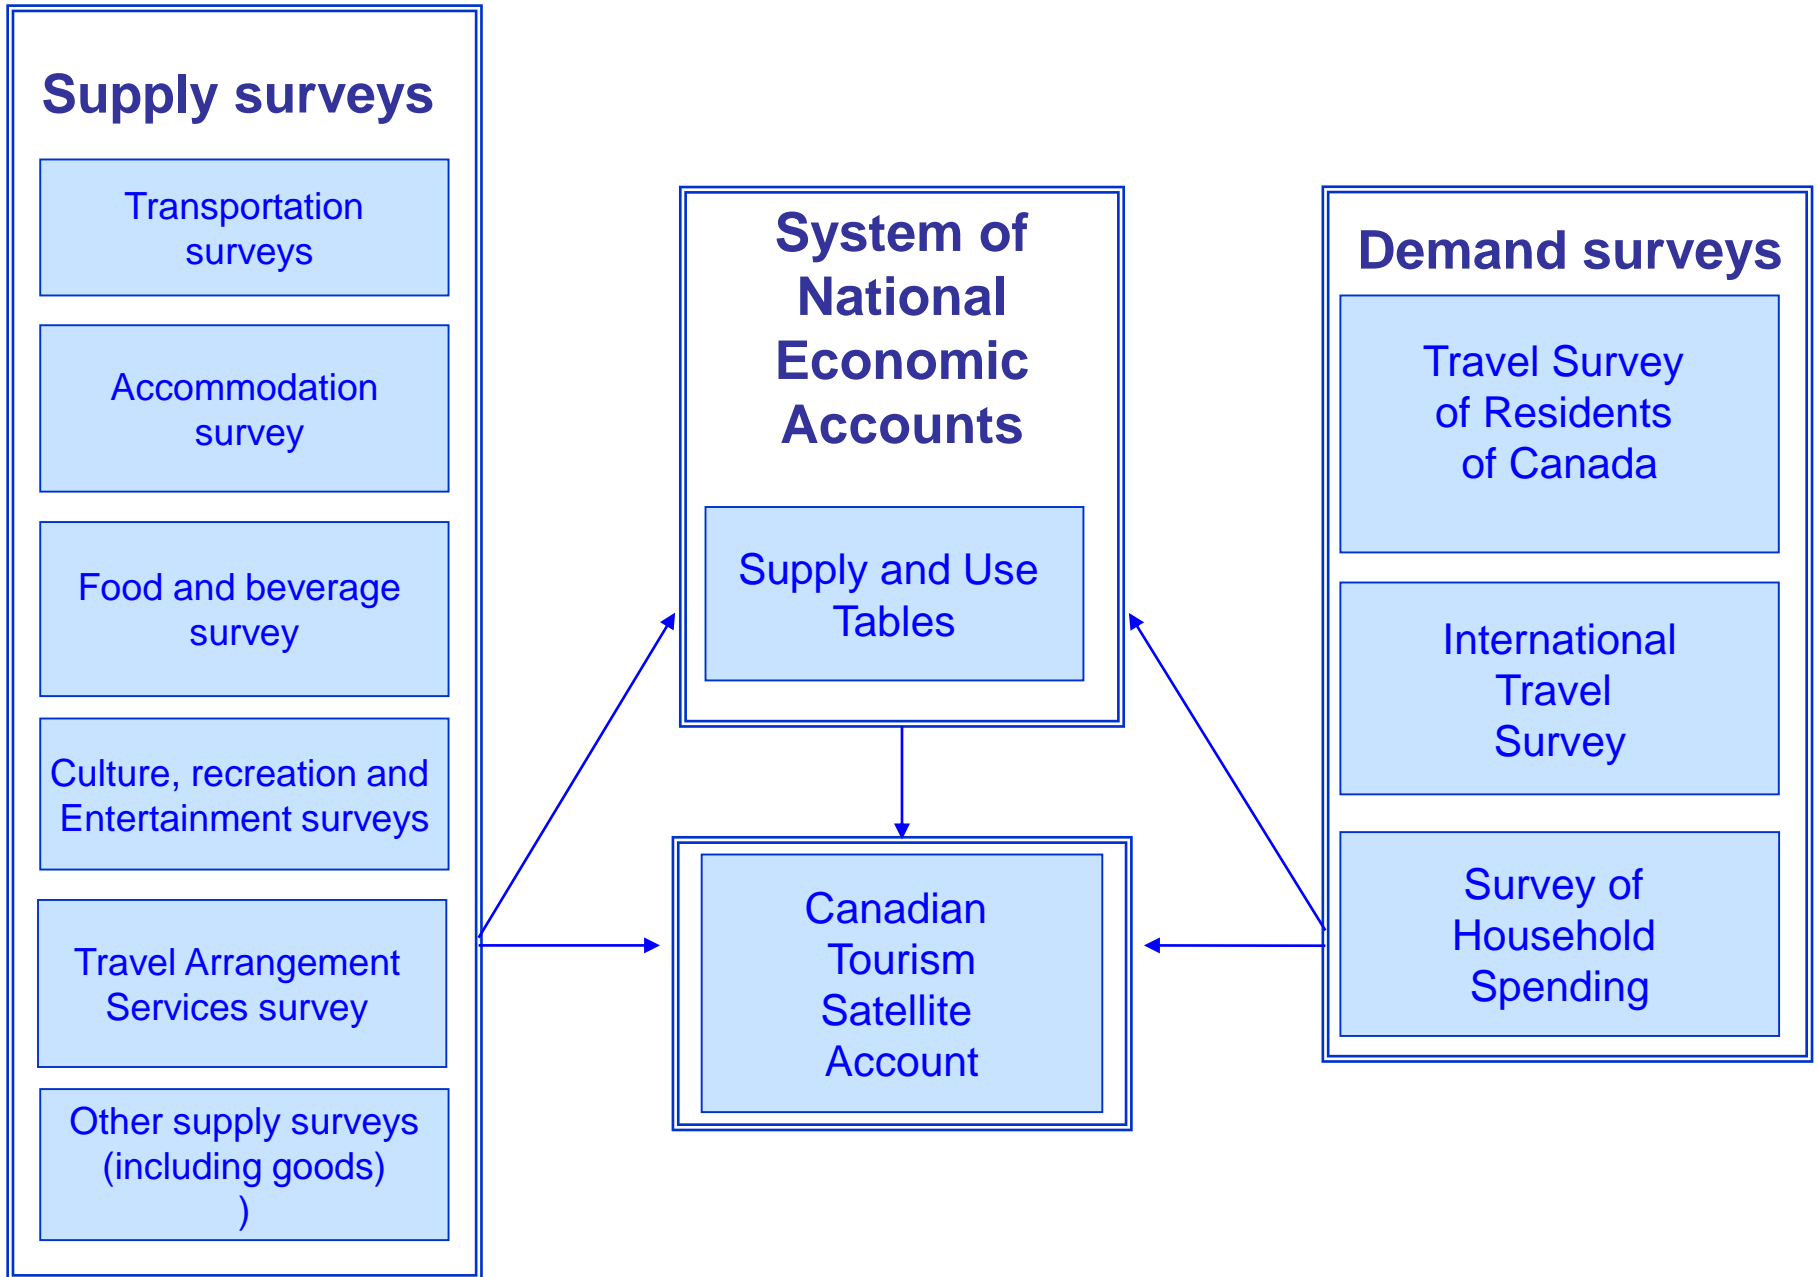 Supply surveys
Transportation
surveys
Accommodation
survey
Food and beverage
survey
Culture, recreation and
Entertainment surveys
Travel Arrangement
Services survey
Other supply surveys
(including goods)
)
System of
National
Economic
Accounts
Supply and Use
Tables
Canadian
Tourism
Satellite
Account
Demand surveys
Travel Survey
of Residents
of Canada
International
Travel
Survey
Survey of
Household
Spending